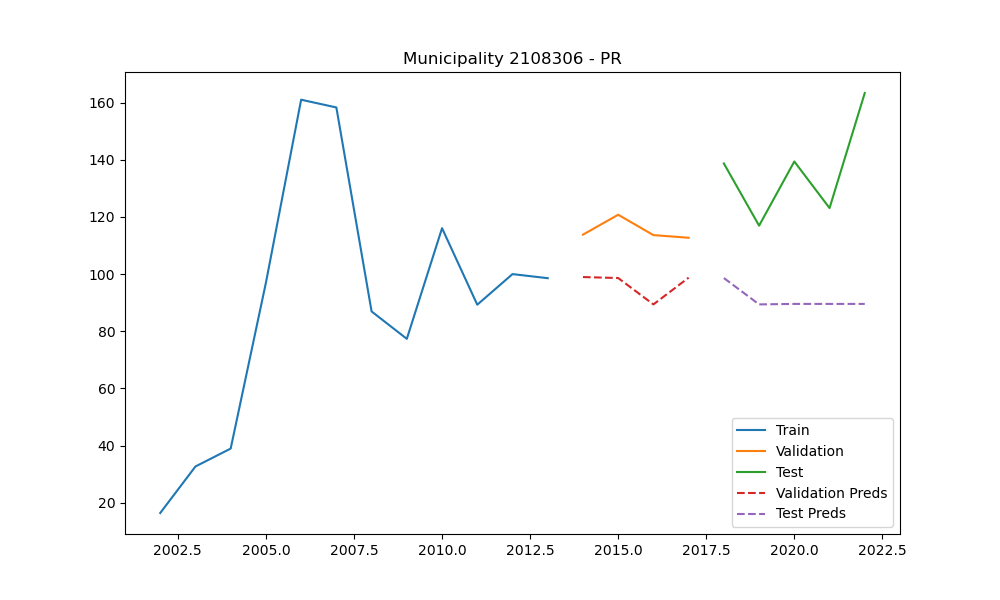 Municipality 2108306 - PR
160
140
120
100
80
60
40
20
2002.5 2005.0 2007.5 2010.0 2012.5 2015.0 2017.5 2020.0 2022.5
Train
Validation
Test
Validation Preds
Test Preds